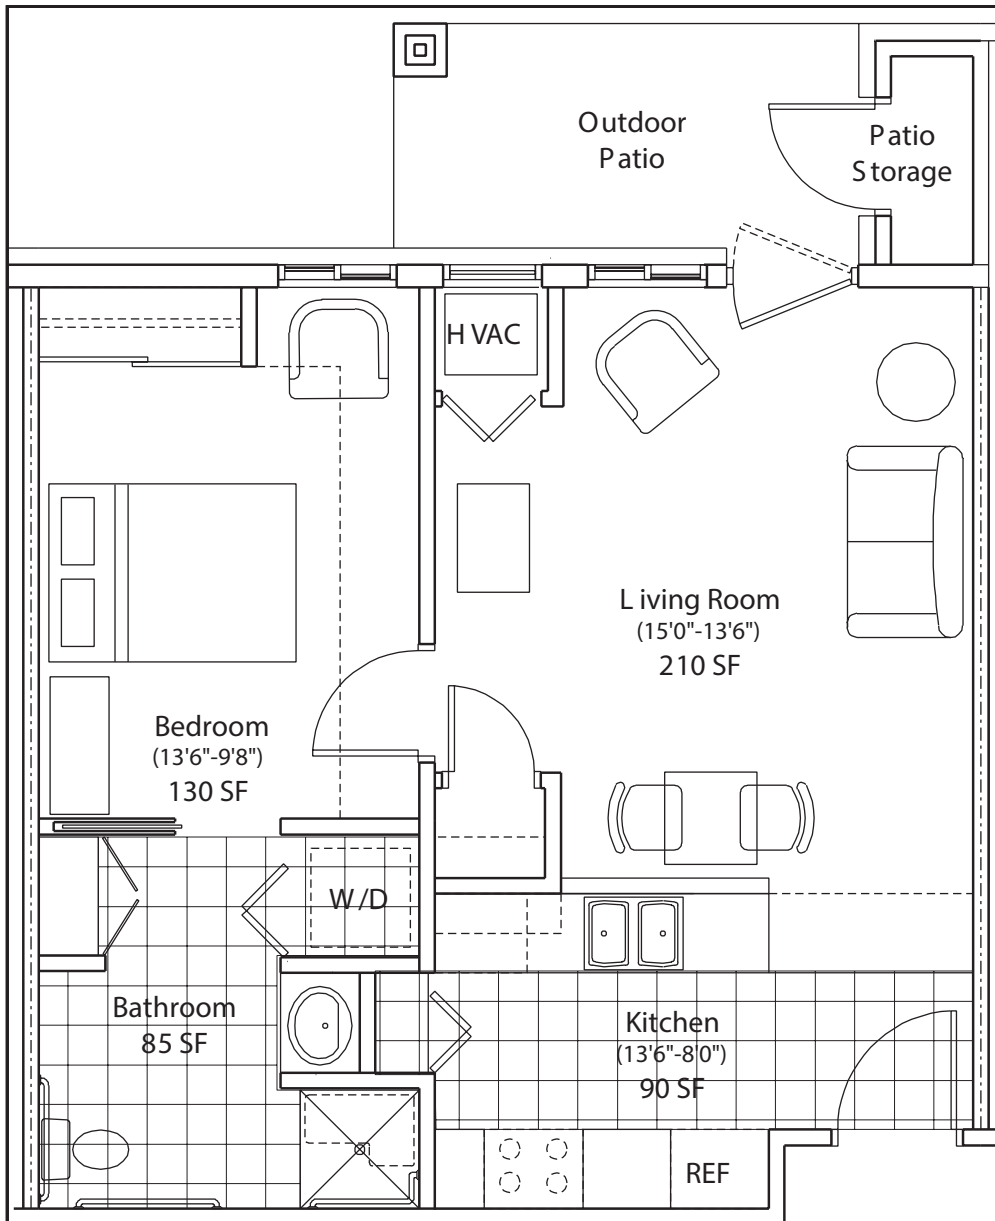 Outdoor
Patio
Patio
Storage
HVAC
Living Room
(15'0"-13'6")
210 SF
Bedroom
(13'6"-9'8")
130 SF
W/D
Bathroom
85 SF
Kitchen
(13'6"-8'0")
90 SF
REF